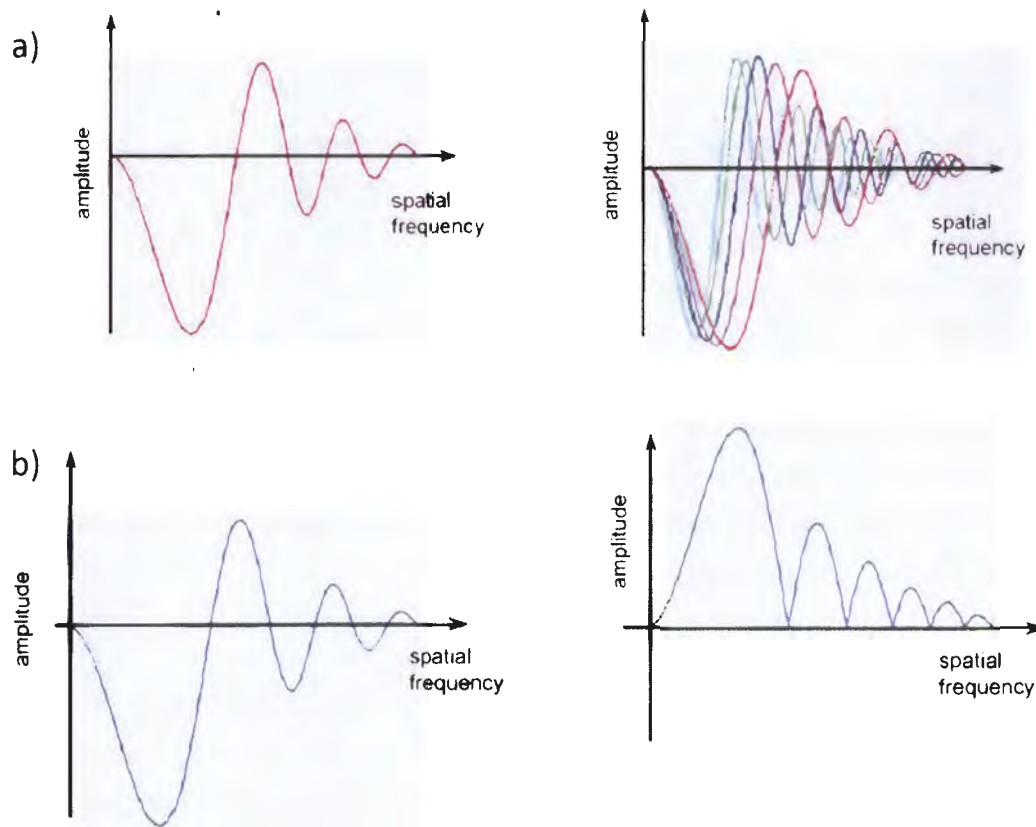 a)
amplitude
spatial
frequency
amplitude
spatial
frequency
b)
amplitude
spatial
frequency
amplitude
spatial
frequency